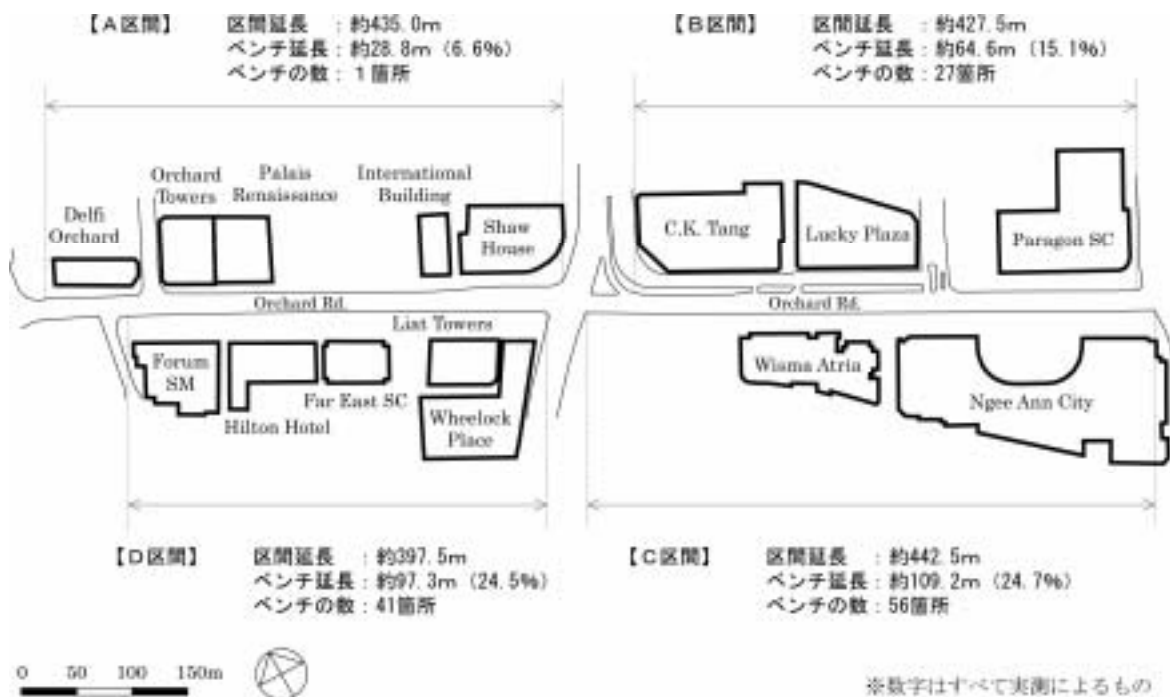 【A区間】 区間延長 :約435.0m
ベンチ延長:約28.8m (6.6%)
ベンチの数:1箇所
【B区間】 区間延長 :約427.5m
ベンチ延長:約64.6m (15.1%)
ベンチの数:27箇所
Delfi
Orchard
Orchard
Towers
Palais
Renaissance
International
Building
Shaw
House
C.K. Tang
Lucky Plaza
Paragon SC
Orchard Rd.
Orchard Rd.
Forum
SM
Hilton Hotel
Far East SC
Liat Towers
Wheelock
Place
Wisma Atria
Ngee Ann City
【D区間】 区間延長 :約397.5m
ベンチ延長:約97.3m (24.5%)
ベンチの数:41箇所
【C区間】 区間延長 :約442.5m
ベンチ延長:約109.2m (24.7%)
ベンチの数:56箇所
0 50 100 150m
※数字はすべて実測によるもの